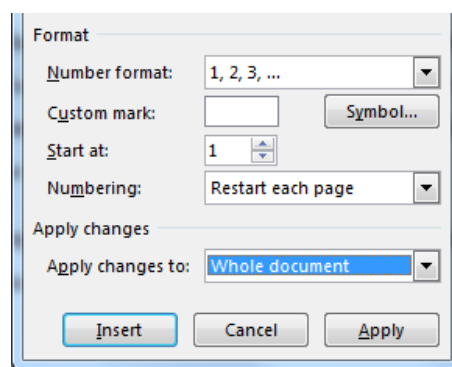 Format
Number format: 1, 2, 3, ...
Custom mark: Symbol...
Start at: 1
Numbering: Restart each page
Apply changes
Apply changes to: Whole document
Insert Cancel Apply